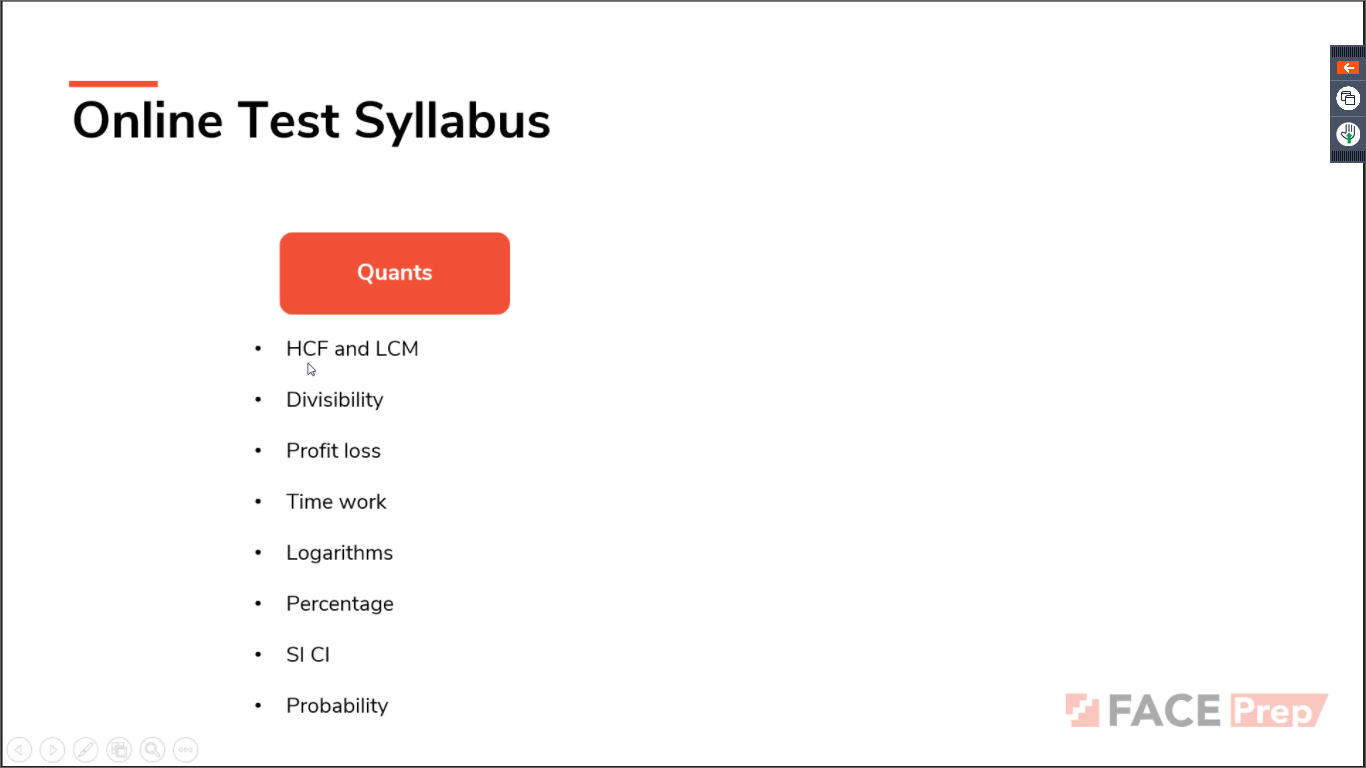 Online Test Syllabus
Quants
• HCF and LCM
• Divisibility
• Profit loss
• Time work
• Logarithms
• Percentage
• SI CI
• Probability
FACE Prep